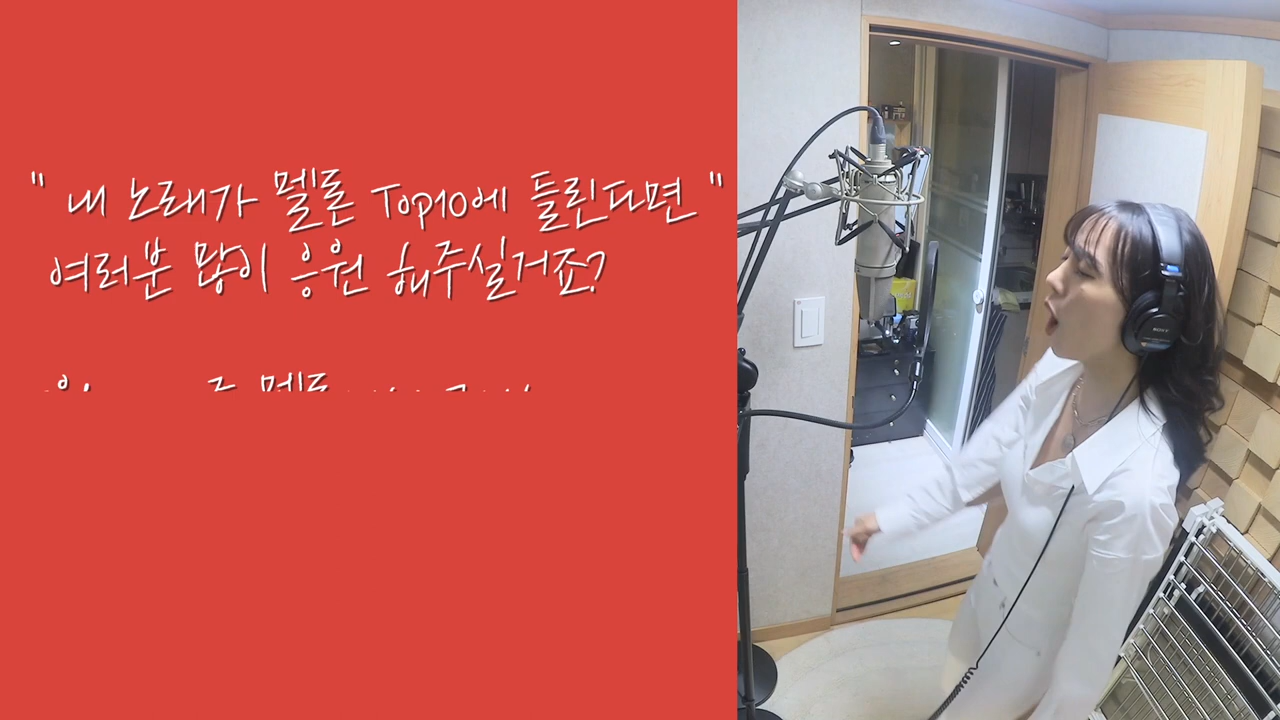 " 내 노래가 멜론 Top10에 들린다면 "
여러분 많이 응원 해주실거죠?
SONY